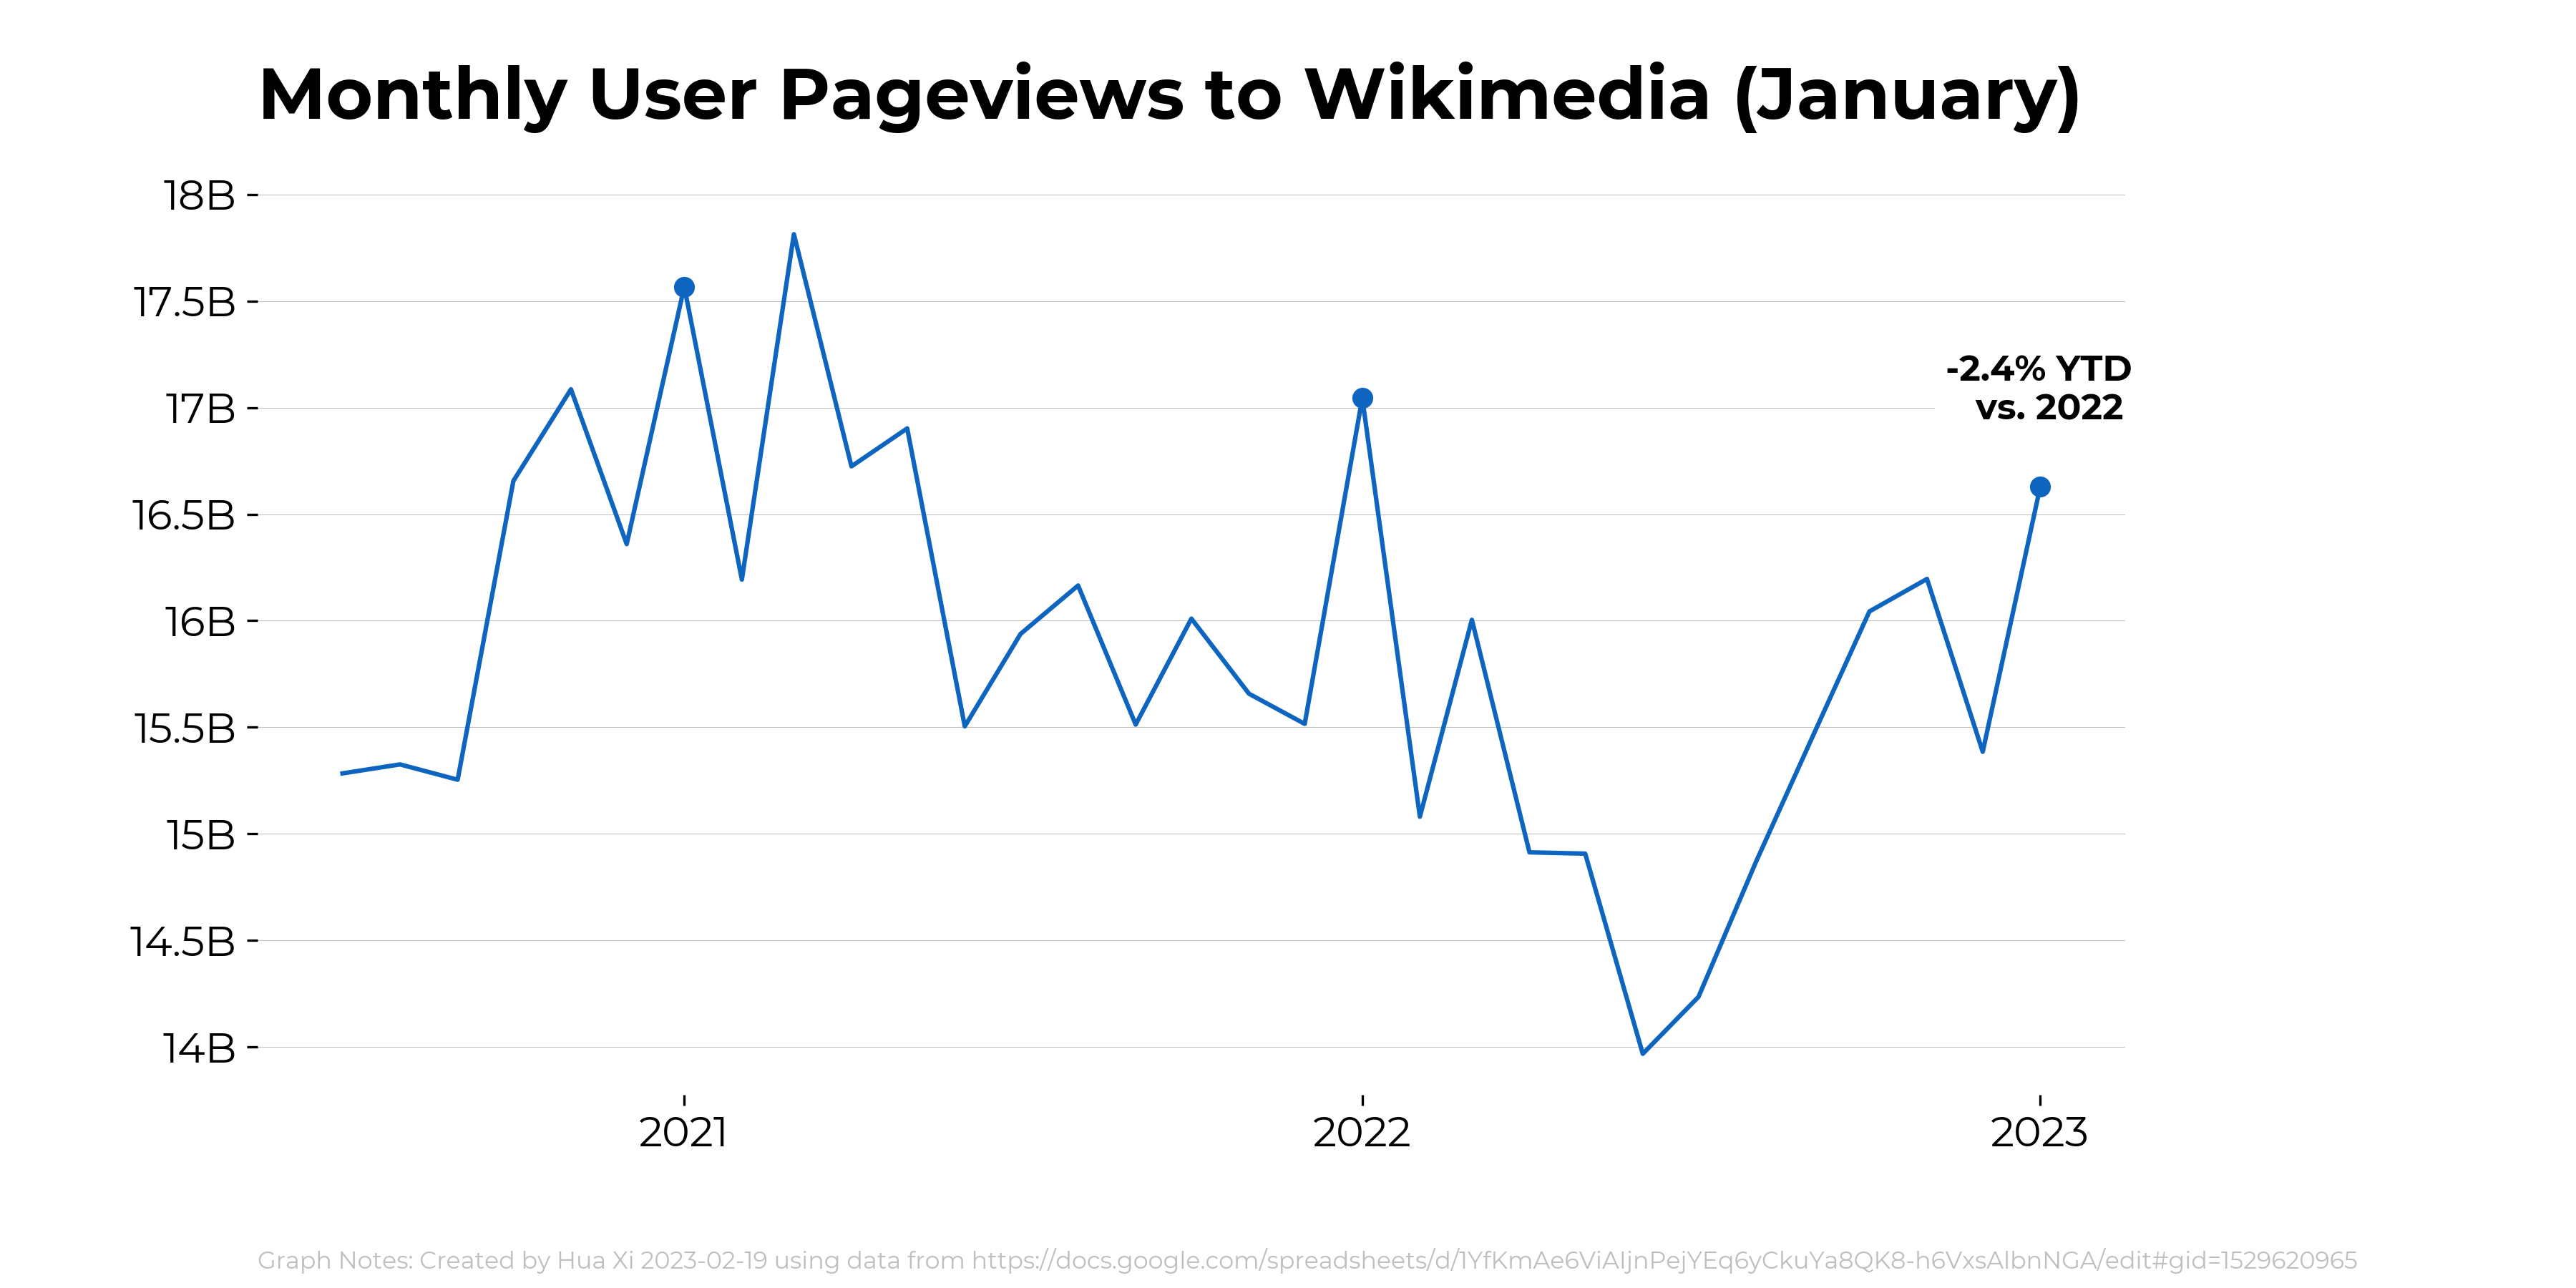 Monthly User Pageviews to Wikimedia (January)
18B
17.5B
17B
16.5B
16B
15.5B
15B
14.5B
14B
-2.4% YTD
vs. 2022
2021
2022
2023
Graph Notes: Created by Hua Xi 2023-02-19 using data from https://docs.google.com/spreadsheets/d/1YfKmAe6ViAIjnPejYEq6yCkuYa8QK8-h6VxsAlbnNGA/edit#gid=1529620965